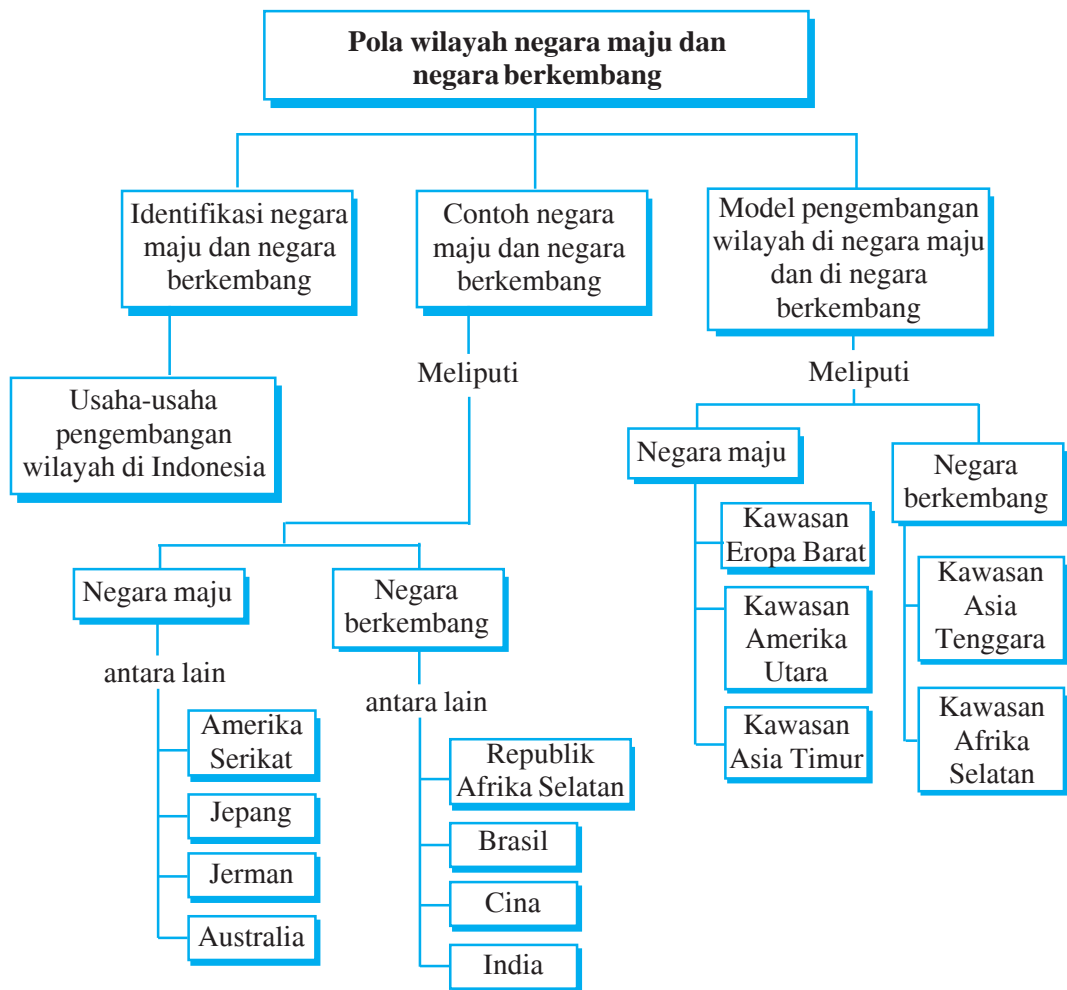 Pola wilayah negara maju dan
negara berkembang
Identifikasi negara
maju dan negara
berkembang
Contoh negara
maju dan negara
berkembang
Model pengembangan
wilayah di negara maju
dan di negara
berkembang
Usaha-usaha
pengembangan
wilayah di Indonesia
Meliputi
Negara maju
antara lain
Amerika
Serikat
Jepang
Jerman
Australia
Negara
berkembang
antara lain
Republik
Afrika Selatan
Brasil
Cina
India
Meliputi
Negara maju
Kawasan
Eropa Barat
Kawasan
Amerika
Utara
Kawasan
Asia Timur
Negara
berkembang
Kawasan
Asia
Tenggara
Kawasan
Afrika
Selatan